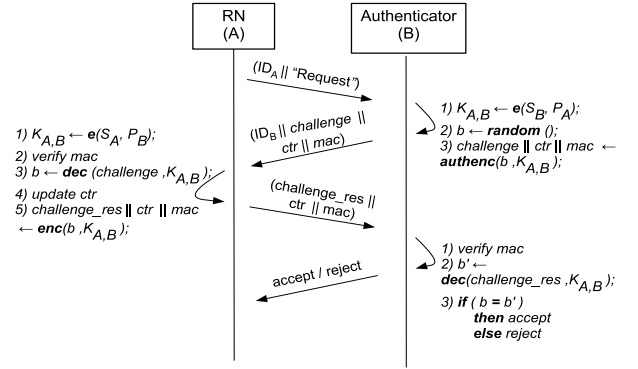 RN
(A)
Authenticator
(B)
(ID_A || “Request”)
1) K_A,B ← e(S_B, P_A);
2) b ← random ();
3) challenge || ctr || mac ←
authenc(b ,K_A,B);
(ID_B || challenge ||
ctr || mac)
1) K_A,B ← e(S_A, P_B);
2) verify mac
3) b ← dec (challenge ,K_A,B);
4) update ctr
5) challenge_res || ctr || mac
← enc(b ,K_A,B);
(challenge_res ||
ctr || mac)
1) verify mac
2) b' ←
dec(challenge_res ,K_A,B);
3) if ( b = b')
then accept
else reject
accept / reject